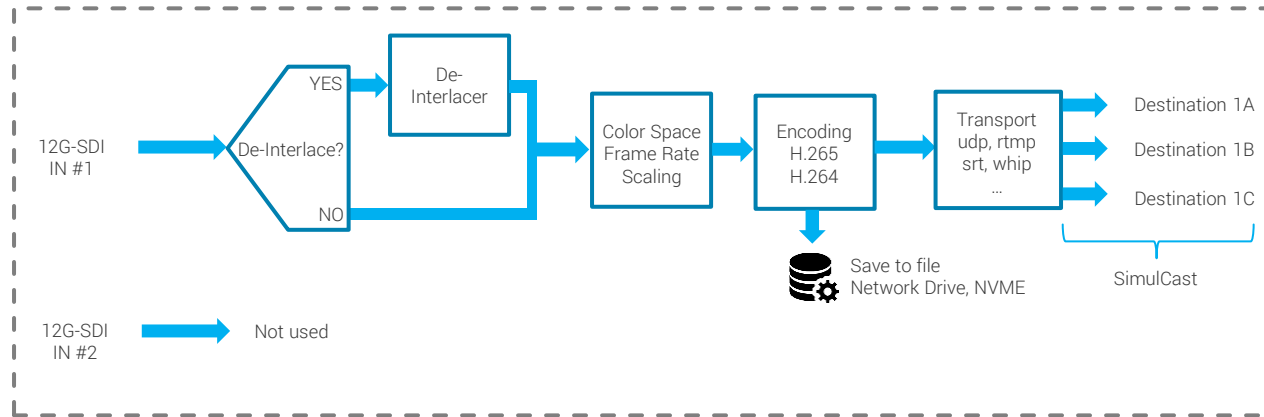 12G-SDI
IN #1
De-Interlace?
YES
NO
De-
Interlacer
Color Space
Frame Rate
Scaling
Encoding
H.265
H.264
Transport
udp, rtmp
srt, whip
...
Destination 1A
Destination 1B
Destination 1C
SimulCast
Save to file
Network Drive, NVME
12G-SDI
IN #2
Not used